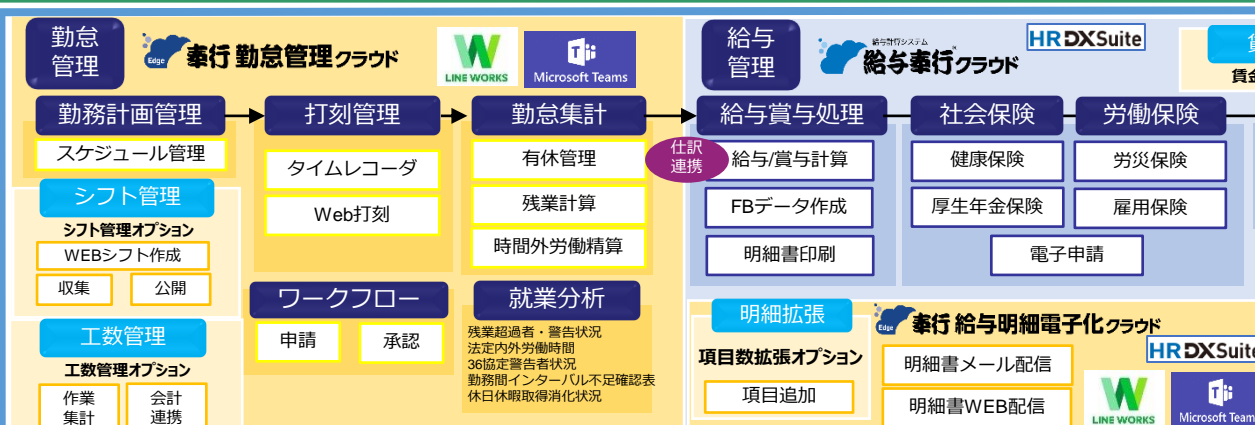 勤怠
管理
Edge
奉行 勤怠管理クラウド
LINE WORKS
Microsoft Teams
勤務計画管理
打刻管理
勤怠集計
スケジュール管理
タイムレコーダ
Web打刻
有休管理
残業計算
時間外労働精算
シフト管理
シフト管理オプション
WEBシフト作成
収集
公開
ワークフロー
申請
承認
就業分析
残業超過者・警告状況
法定内外労働時間
36協定警告者状況
勤務間インターバル不足確認表
休日休暇取得消化状況
工数管理
工数管理オプション
作業
集計
会計
連携
給与
管理
給与計算システム
給与奉行クラウド
HR DX Suite
賃金
給与賞与処理
社会保険
労働保険
仕訳
連携
給与/賞与計算
FBデータ作成
明細書印刷
健康保険
厚生年金保険
労災保険
雇用保険
電子申請
明細拡張
項目数拡張オプション
項目追加
Edge
奉行 給与明細電子化クラウド
HR DX Suite
明細書メール配信
明細書WEB配信
LINE WORKS
Microsoft Team